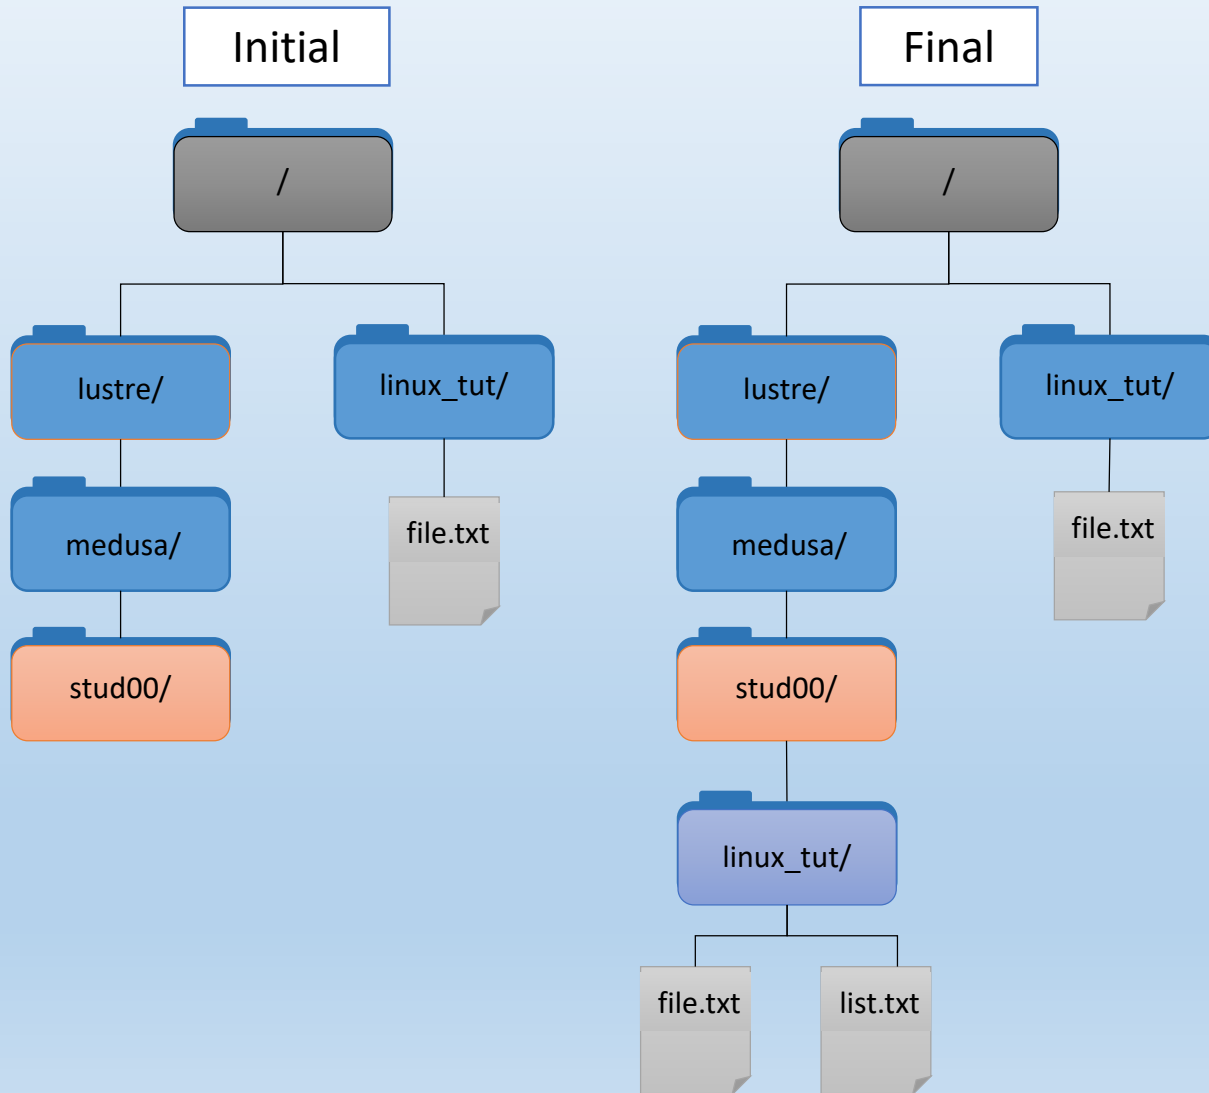 Initial
Final
/
/
lustre/
linux_tut/
lustre/
linux_tut/
medusa/
file.txt
medusa/
file.txt
stud00/
stud00/
linux_tut/
file.txt
list.txt